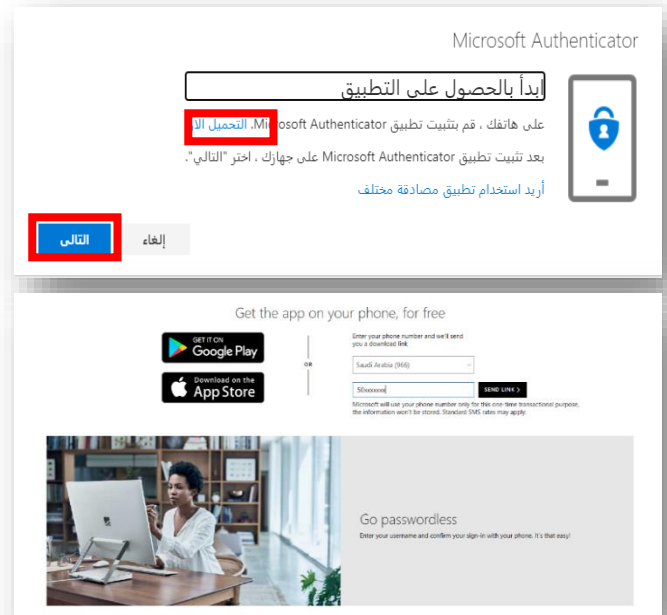 Microsoft Authenticator
ابدأ بالحصول على التطبيق
على هاتفك ، قم بتثبيت تطبيق Microsoft Authenticator. التحميل
بعد تثبيت تطبيق Microsoft Authenticator على جهازك ، اختر "التالي".
أريد استخدام تطبيق مصادقة مختلف
إلغاء
التالي
Get the app on your phone, for free
GET IT ON
Google Play
Download on the
App Store
OR
Enter your phone number and we'll send
you a download link
Saudi Arabia (966)
50xxxxxxx
SEND LINK >
Microsoft will use your phone number only for this one-time transactional purpose,
the information won't be stored. Standard SMS rates may apply.
Go passwordless
Enter your username and confirm your sign-in with your phone. It's that easy!